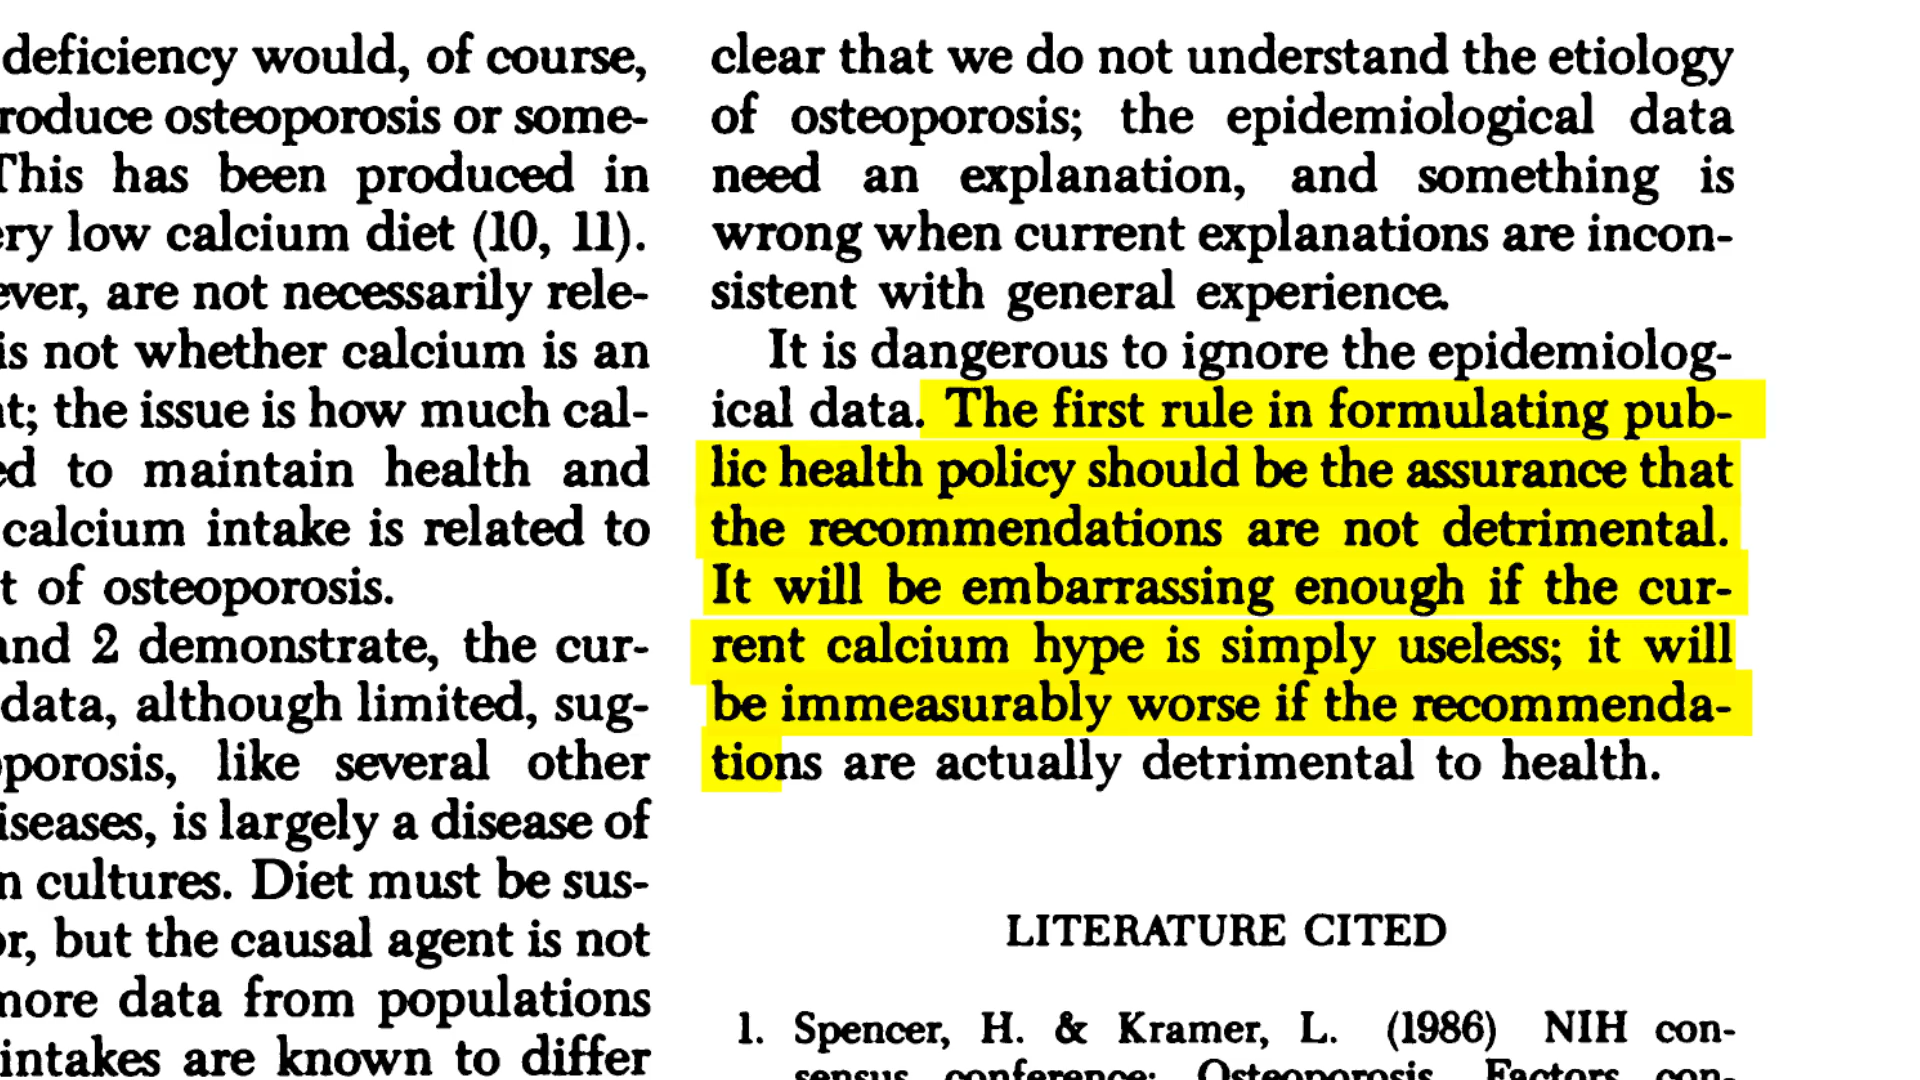 deficiency would, of course,
roduce osteoporosis or some-
This has been produced in
ery low calcium diet (10, 11).
ever, are not necessarily rele-
is not whether calcium is an
t; the issue is how much cal-
ed to maintain health and
calcium intake is related to
t of osteoporosis.
and 2 demonstrate, the cur-
data, although limited, sug-
porosis, like several other
iseases, is largely a disease of
n cultures. Diet must be sus-
or, but the causal agent is not
more data from populations
intakes are known to differ
clear that we do not understand the etiology
of osteoporosis; the epidemiological data
need an explanation, and something is
wrong when current explanations are incon-
sistent with general experience.
It is dangerous to ignore the epidemiolog-
ical data. The first rule in formulating pub-
lic health policy should be the assurance that
the recommendations are not detrimental.
It will be embarrassing enough if the cur-
rent calcium hype is simply useless; it will
be immeasurably worse if the recommenda-
tions are actually detrimental to health.
LITERATURE CITED
1. Spencer, H. & Kramer, L. (1986) NIH con-
sensus conference: Osteoporosis. Factors con-